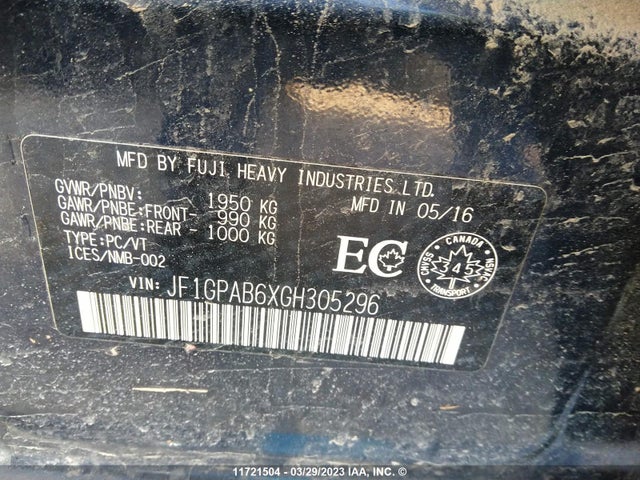 MFD BY FUJI HEAVY INDUSTRIES LTD.
GVWR/PNBV: 1950 KG MFD IN 05/16
GAWR/PNBE:FRONT- 990 KG
GAWR/PNBE:REAR - 1000 KG
TYPE:PC/VT
ICES/NMB-002
EC
CANADA
CMVSS 345 NSVAC
TRANSPORT
VIN: JF1GPAB6XGH305296
11721504 - 03/29/2023 IAA, INC. ©